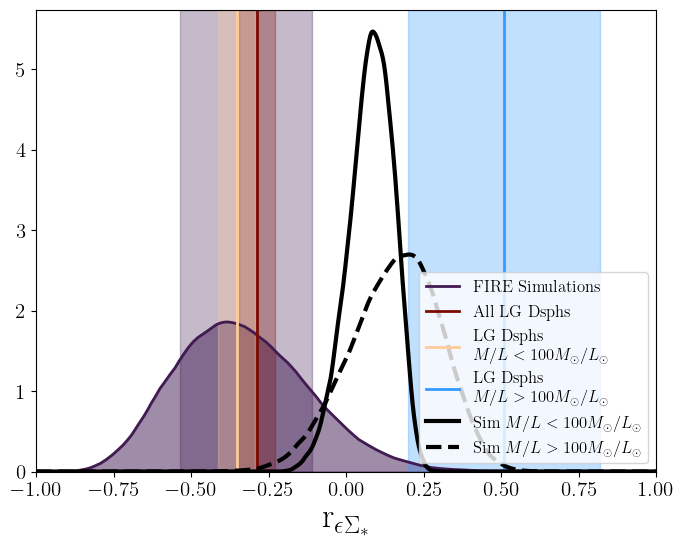 5
4
3
2
1
0
FIRE Simulations
All LG Dsphs
LG Dsphs
M/L < 100M☉/L☉
LG Dsphs
M/L > 100M☉/L☉
Sim M/L < 100M☉/L☉
Sim M/L > 100M☉/L☉
−1.00 −0.75 −0.50 −0.25 0.00 0.25 0.50 0.75 1.00
r_{ϵΣ_*}